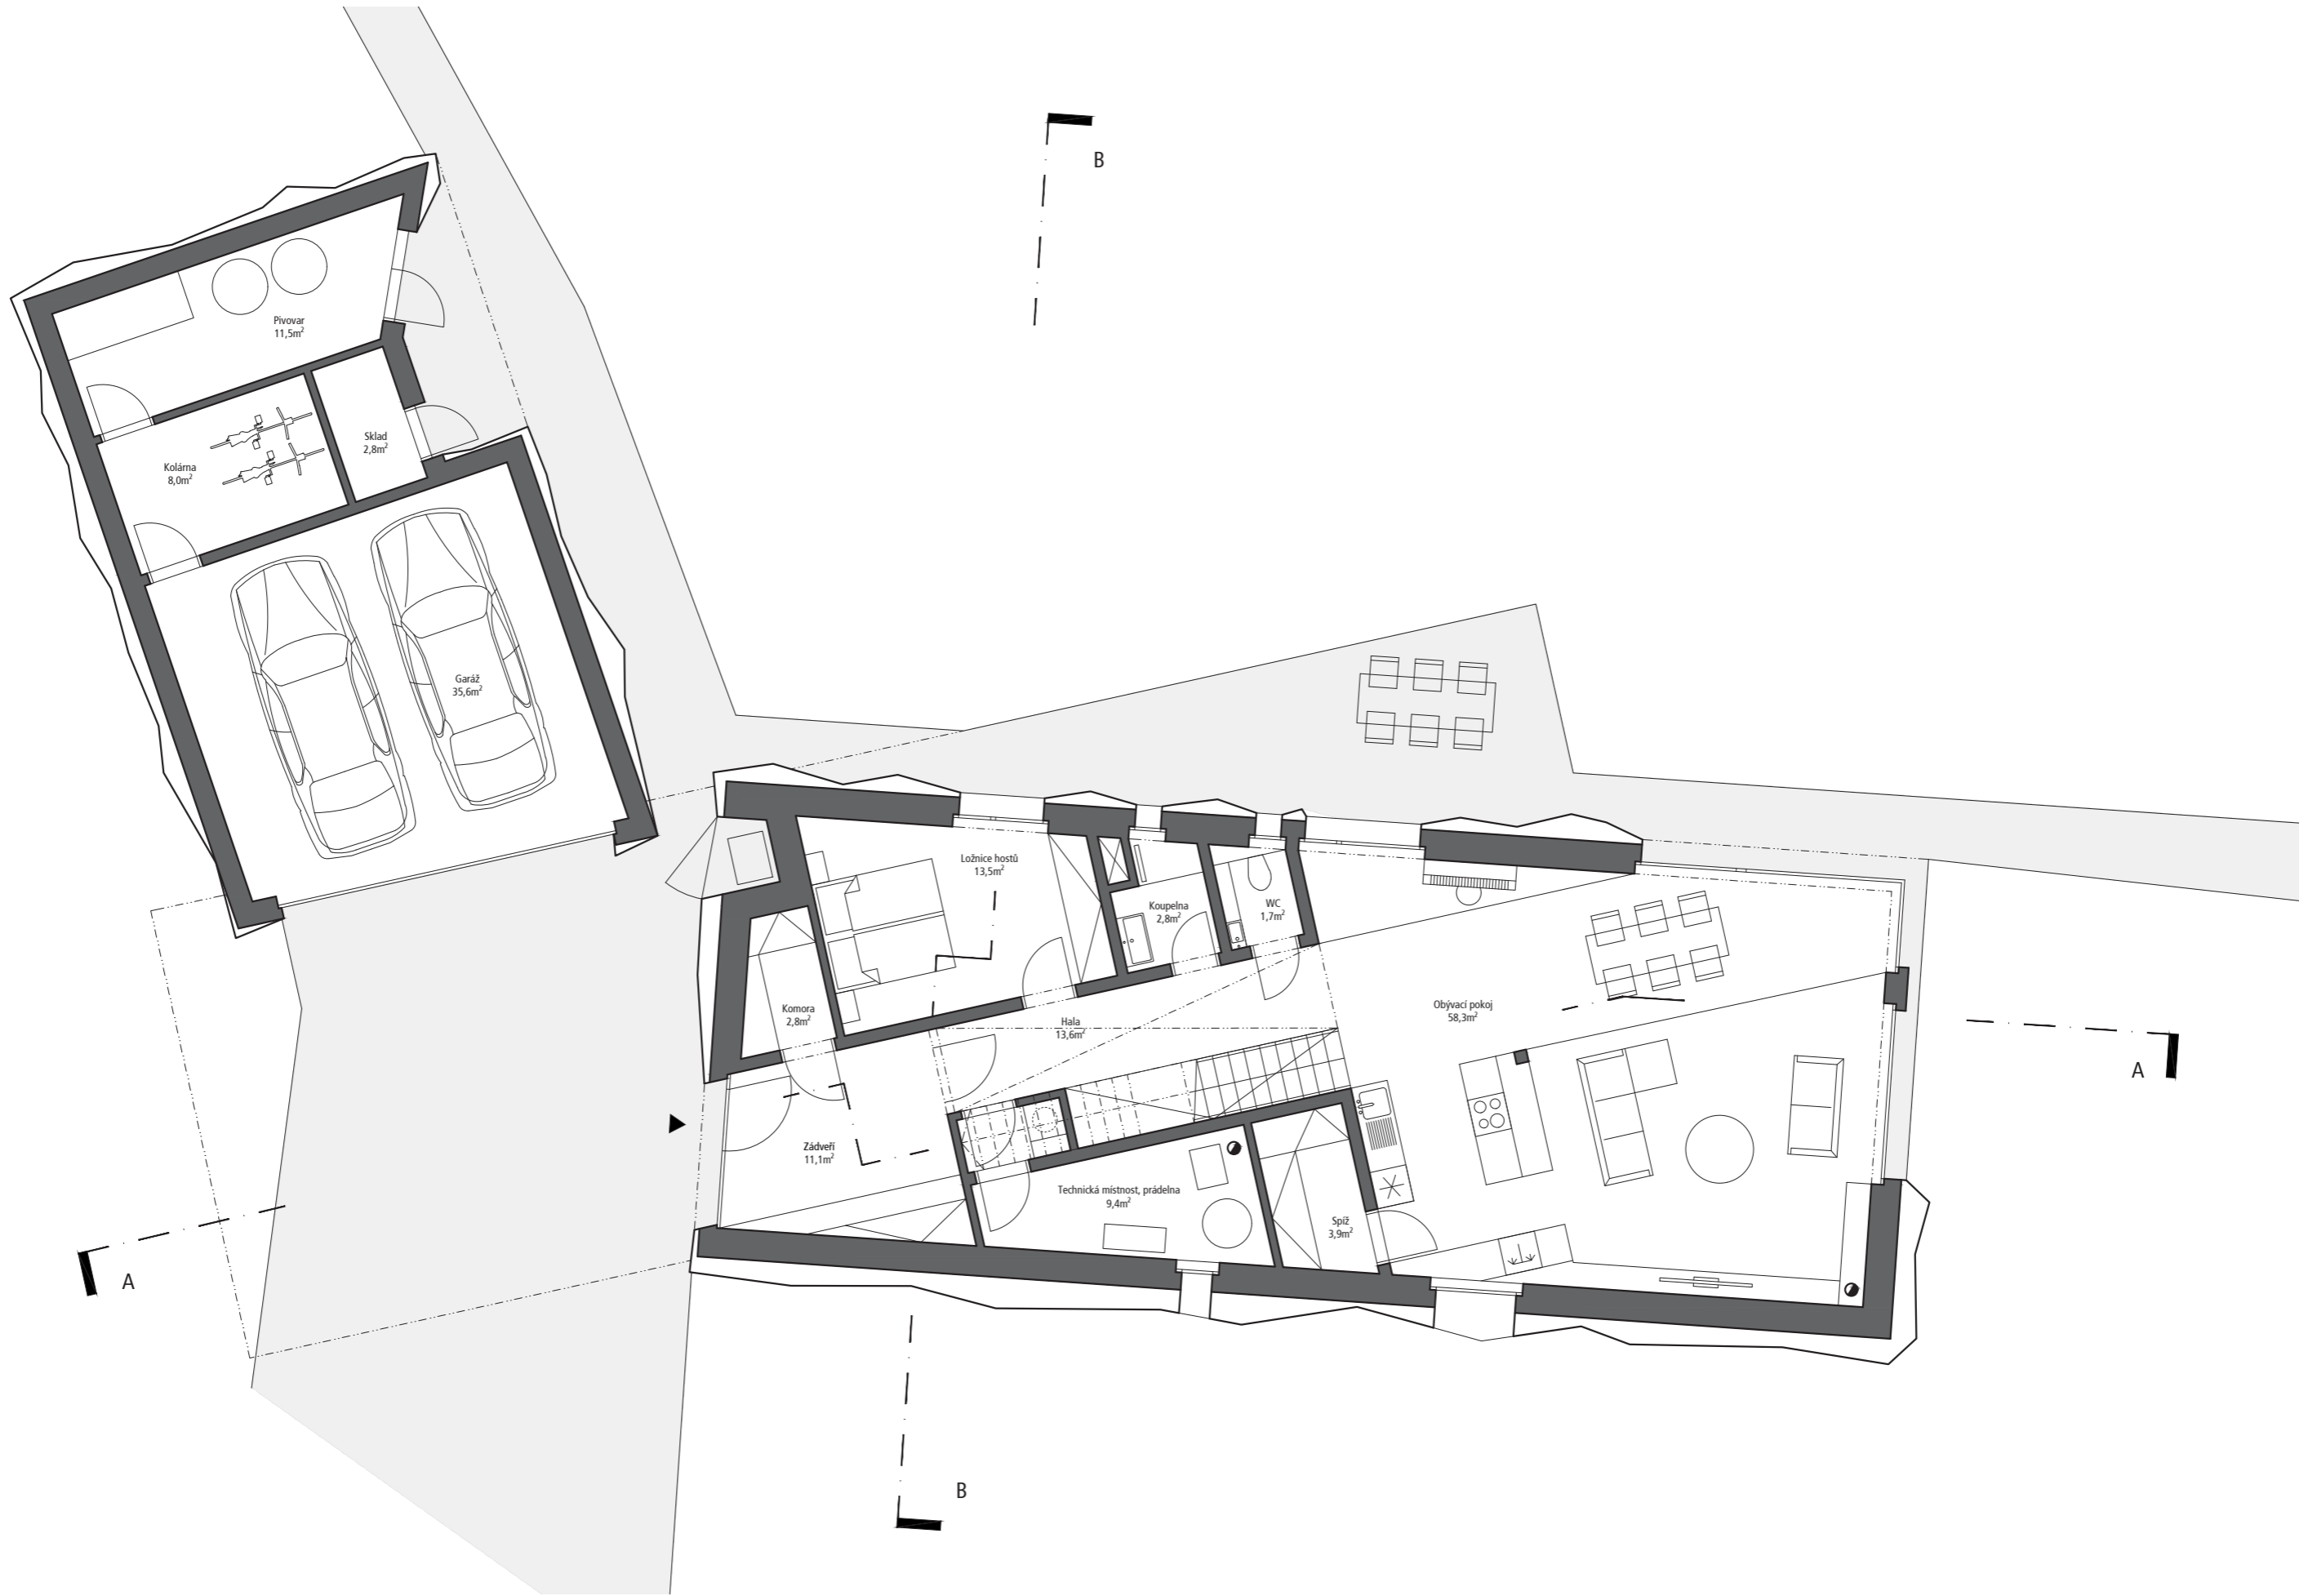 B
Pivovar
11,5m²
Sklad
2,8m²
Kolárna
8,0m²
Garáž
35,6m²
Ložnice hostů
13,5m²
Koupelna
2,8m²
WC
1,7m²
Komora
2,8m²
Hala
13,6m²
Obývací pokoj
58,3m²
A
Zádveří
11,1m²
Technická místnost, prádelna
9,4m²
Spíž
3,9m²
A
B